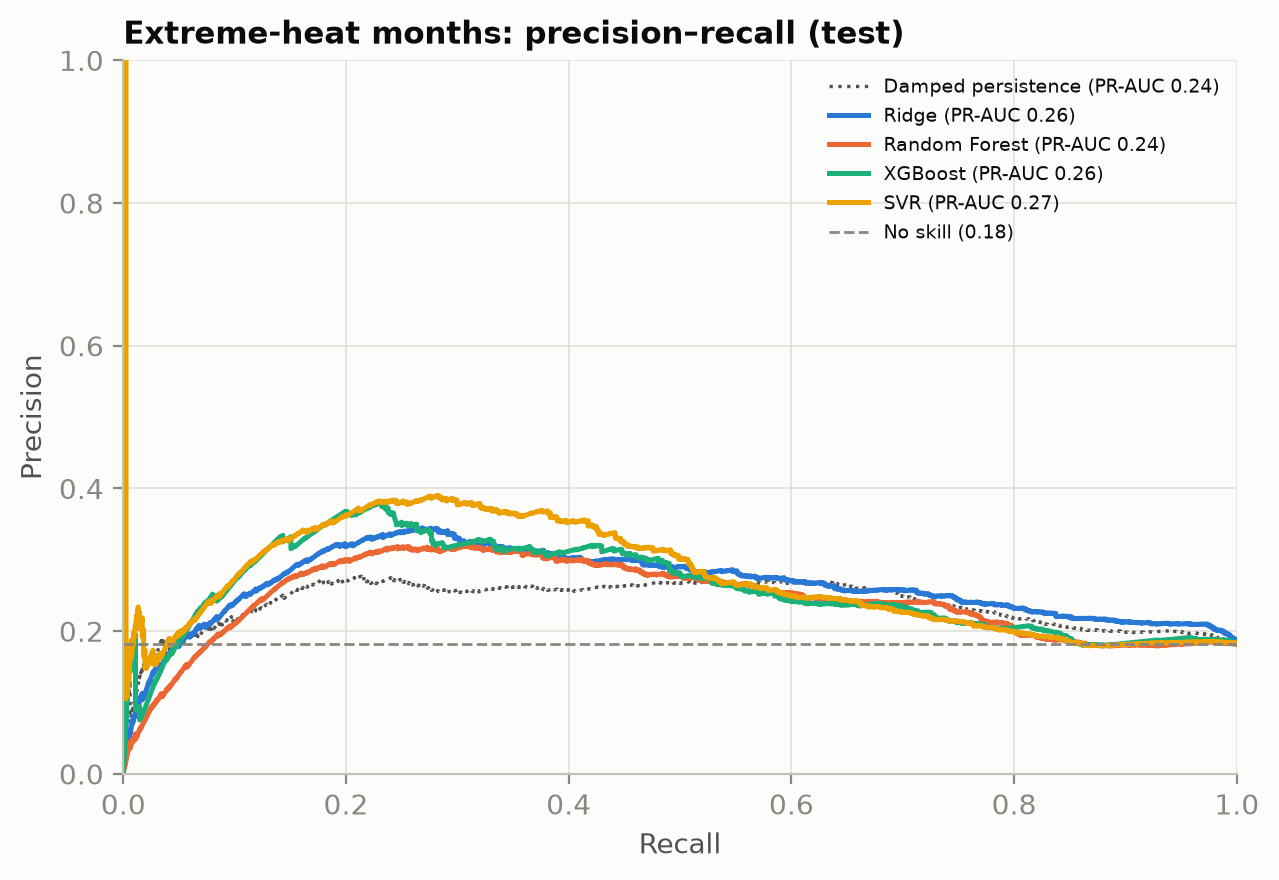 Extreme-heat months: precision–recall (test)
Damped persistence (PR-AUC 0.24)
Ridge (PR-AUC 0.26)
Random Forest (PR-AUC 0.24)
XGBoost (PR-AUC 0.26)
SVR (PR-AUC 0.27)
No skill (0.18)
Precision
1.0
0.8
0.6
0.4
0.2
0.0
0.0 0.2 0.4 0.6 0.8 1.0
Recall